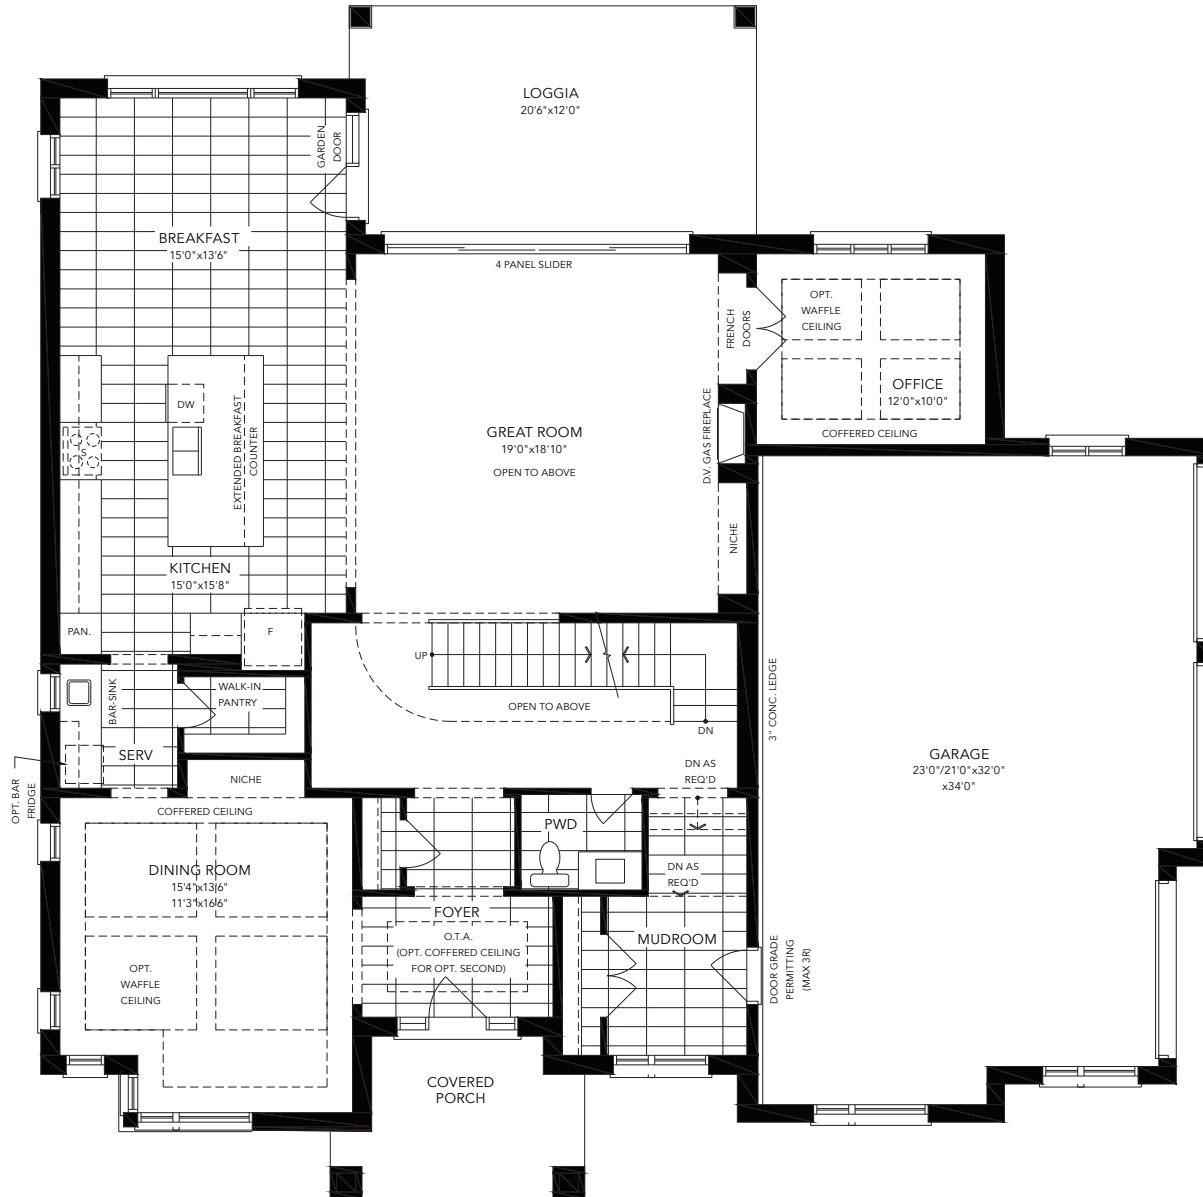 LOGGIA
20'6"x12'0"
GARDEN
DOOR
BREAKFAST
15'0"x13'6"
4 PANEL SLIDER
FRENCH
DOORS
OPT.
WAFFLE
CEILING
OFFICE
12'0"x10'0"
COFFERED CEILING
DW
S
EXTENDED BREAKFAST
COUNTER
GREAT ROOM
19'0"x18'10"
OPEN TO ABOVE
D.V. GAS FIREPLACE
NICHE
KITCHEN
15'0"x15'8"
PAN.
F
UP
OPEN TO ABOVE
DN
WALK-IN
PANTRY
BAR-SINK
SERV
OPT. BAR
FRIDGE
NICHE
DN AS
REQ'D
3" CONC. LEDGE
GARAGE
23'0"/21'0"x32'0"
x34'0"
COFFERED CEILING
DINING ROOM
15'4"x13'6"
11'3"x16'6"
OPT.
WAFFLE
CEILING
PWD
DN AS
REQ'D
FOYER
O.T.A.
(OPT. COFFERED CEILING
FOR OPT. SECOND)
MUDROOM
DOOR GRADE
PERMITTING
(MAX 3R)
COVERED
PORCH